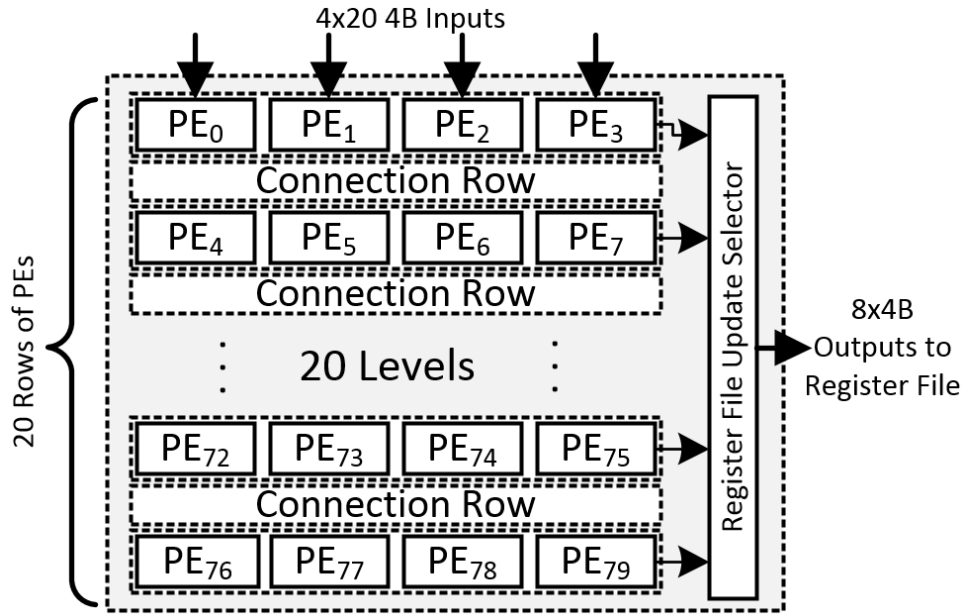 4x20 4B Inputs
PE0 PE1 PE2 PE3
Connection Row
PE4 PE5 PE6 PE7
Connection Row
20 Levels
PE72 PE73 PE74 PE75
Connection Row
PE76 PE77 PE78 PE79
20 Rows of PEs
Register File Update Selector
8x4B
Outputs to
Register File